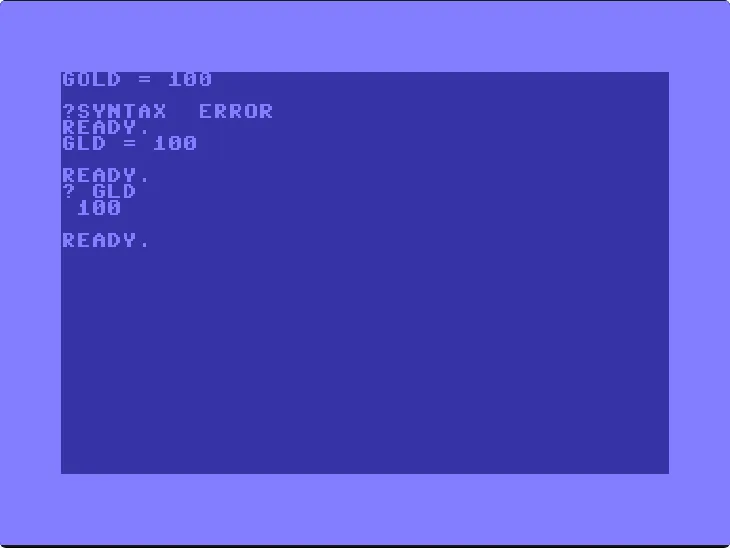 GOLD = 100
?SYNTAX  ERROR
READY.
GLD = 100
READY.
? GLD
 100
READY.